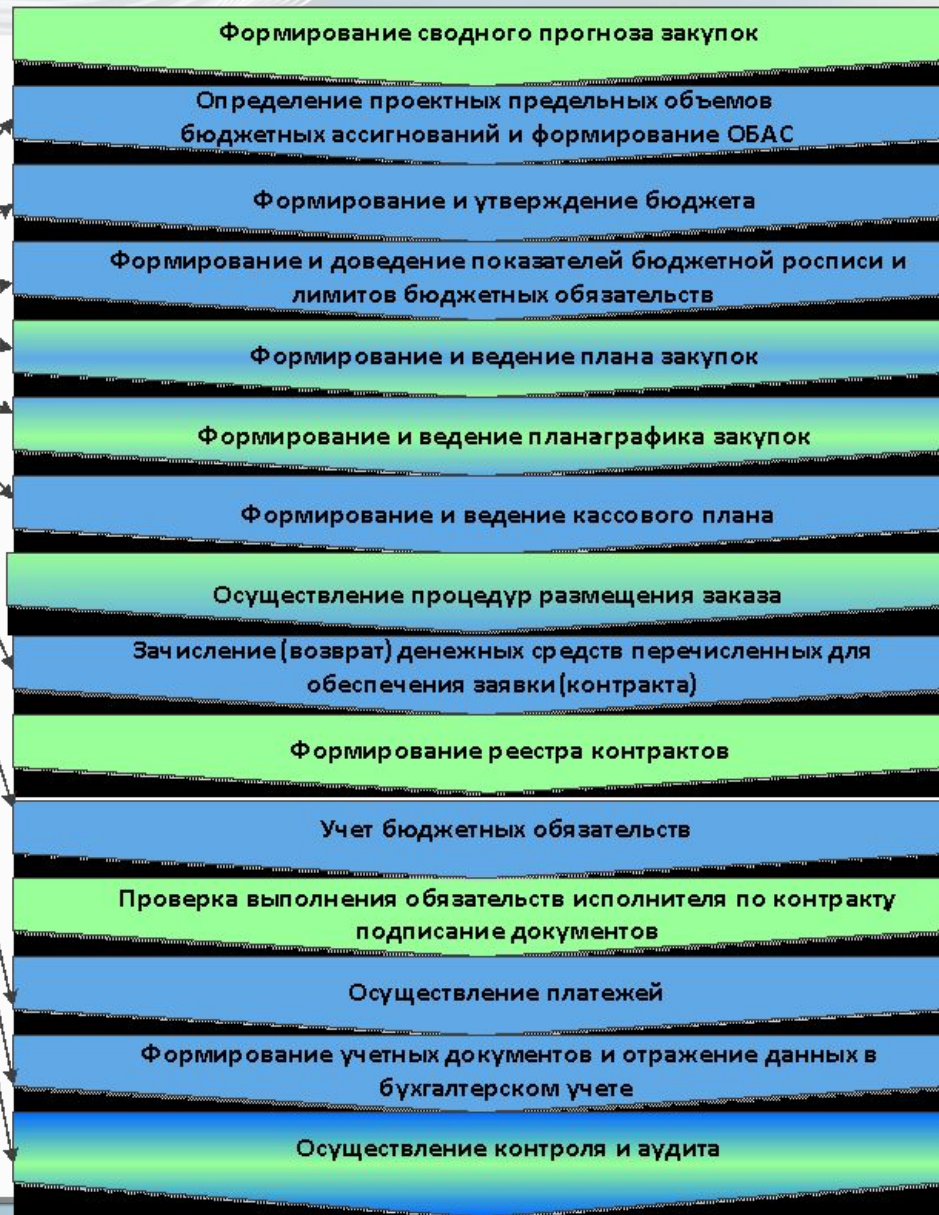 Формирование сводного прогноза закупок
Определение проектных предельных объемов
бюджетных ассигнований и формирование ОБАС
Формирование и утверждение бюджета
Формирование и доведение показателей бюджетной росписи и
лимитов бюджетных обязательств
Формирование и ведение плана закупок
Формирование и ведение планаграфика закупок
Формирование и ведение кассового плана
Осуществление процедур размещения заказа
Зачисление (возврат) денежных средств перечисленных для
обеспечения заявки (контракта)
Формирование реестра контрактов
Учет бюджетных обязательств
Проверка выполнения обязательств исполнителя по контракту,
подписание документов
Осуществление платежей
Формирование учетных документов и отражение данных в
бухгалтерском учете
Осуществление контроля и аудита